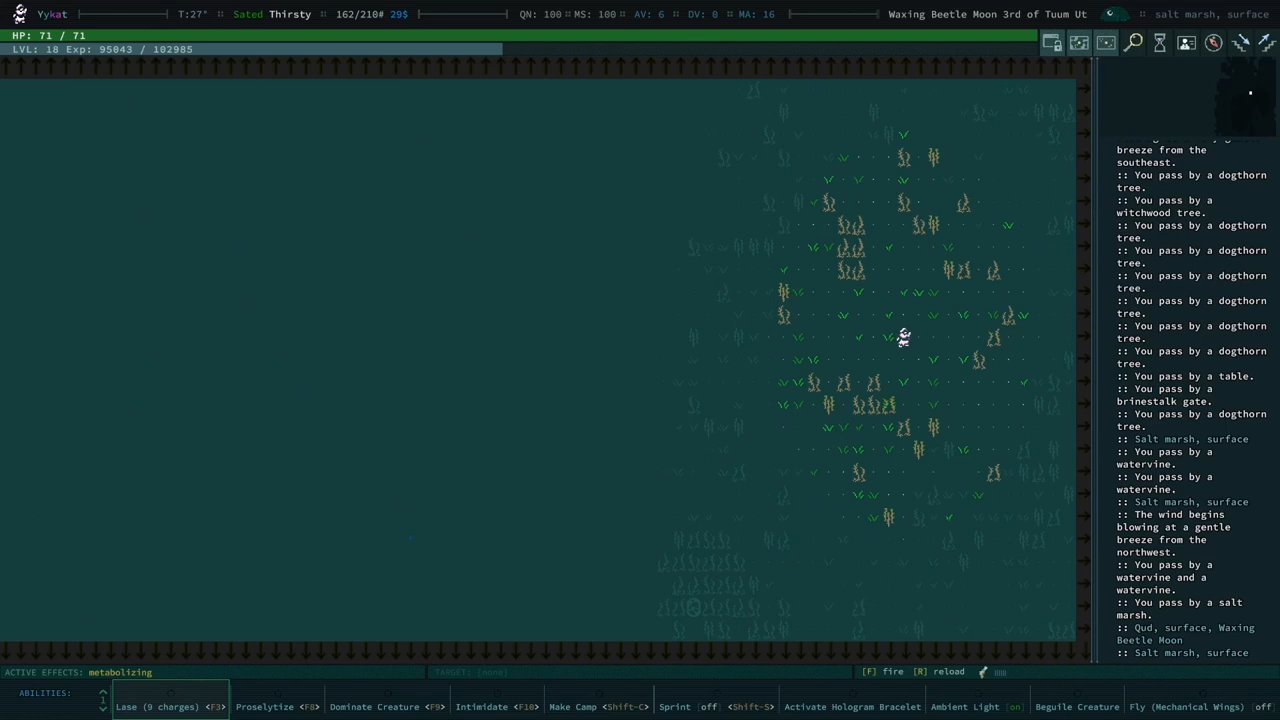 Yykat T:27° :: Sated Thirsty :: 162/210# 29$ QN: 100 :: MS: 100 :: AV: 6 :: DV: 0 :: MA: 16 Waxing Beetle Moon 3rd of Tuum Ut :: salt marsh, surface
HP: 71 / 71
LVL: 18 Exp: 95043 / 102985
breeze from the
southeast.
:: You pass by a dogthorn
tree.
:: You pass by a
witchwood tree.
:: You pass by a dogthorn
tree.
:: You pass by a dogthorn
tree.
:: You pass by a dogthorn
tree.
:: You pass by a dogthorn
tree.
:: You pass by a dogthorn
tree.
:: You pass by a dogthorn
tree.
:: You pass by a table.
:: You pass by a
brinestalk gate.
:: You pass by a dogthorn
tree.
:: Salt marsh, surface
:: You pass by a
watervine.
:: You pass by a
watervine.
:: Salt marsh, surface
:: The wind begins
blowing at a gentle
breeze from the
northwest.
:: You pass by a
watervine and a
watervine.
:: You pass by a salt
marsh.
:: Qud, surface, Waxing
Beetle Moon
:: Salt marsh, surface
ACTIVE EFFECTS: metabolizing TARGET: [none] [F] fire [R] reload
ABILITIES: 1 Lase (9 charges) <F3> Proselytize <F8> Dominate Creature <F9> Intimidate <F10> Make Camp <Shift-C> Sprint [off] <Shift-S> Activate Hologram Bracelet Ambient Light [on] Beguile Creature Fly (Mechanical Wings) [off